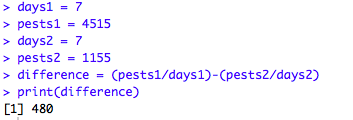 > days1 = 7
> pests1 = 4515
> days2 = 7
> pests2 = 1155
> difference = (pests1/days1)-(pests2/days2)
> print(difference)
[1] 480